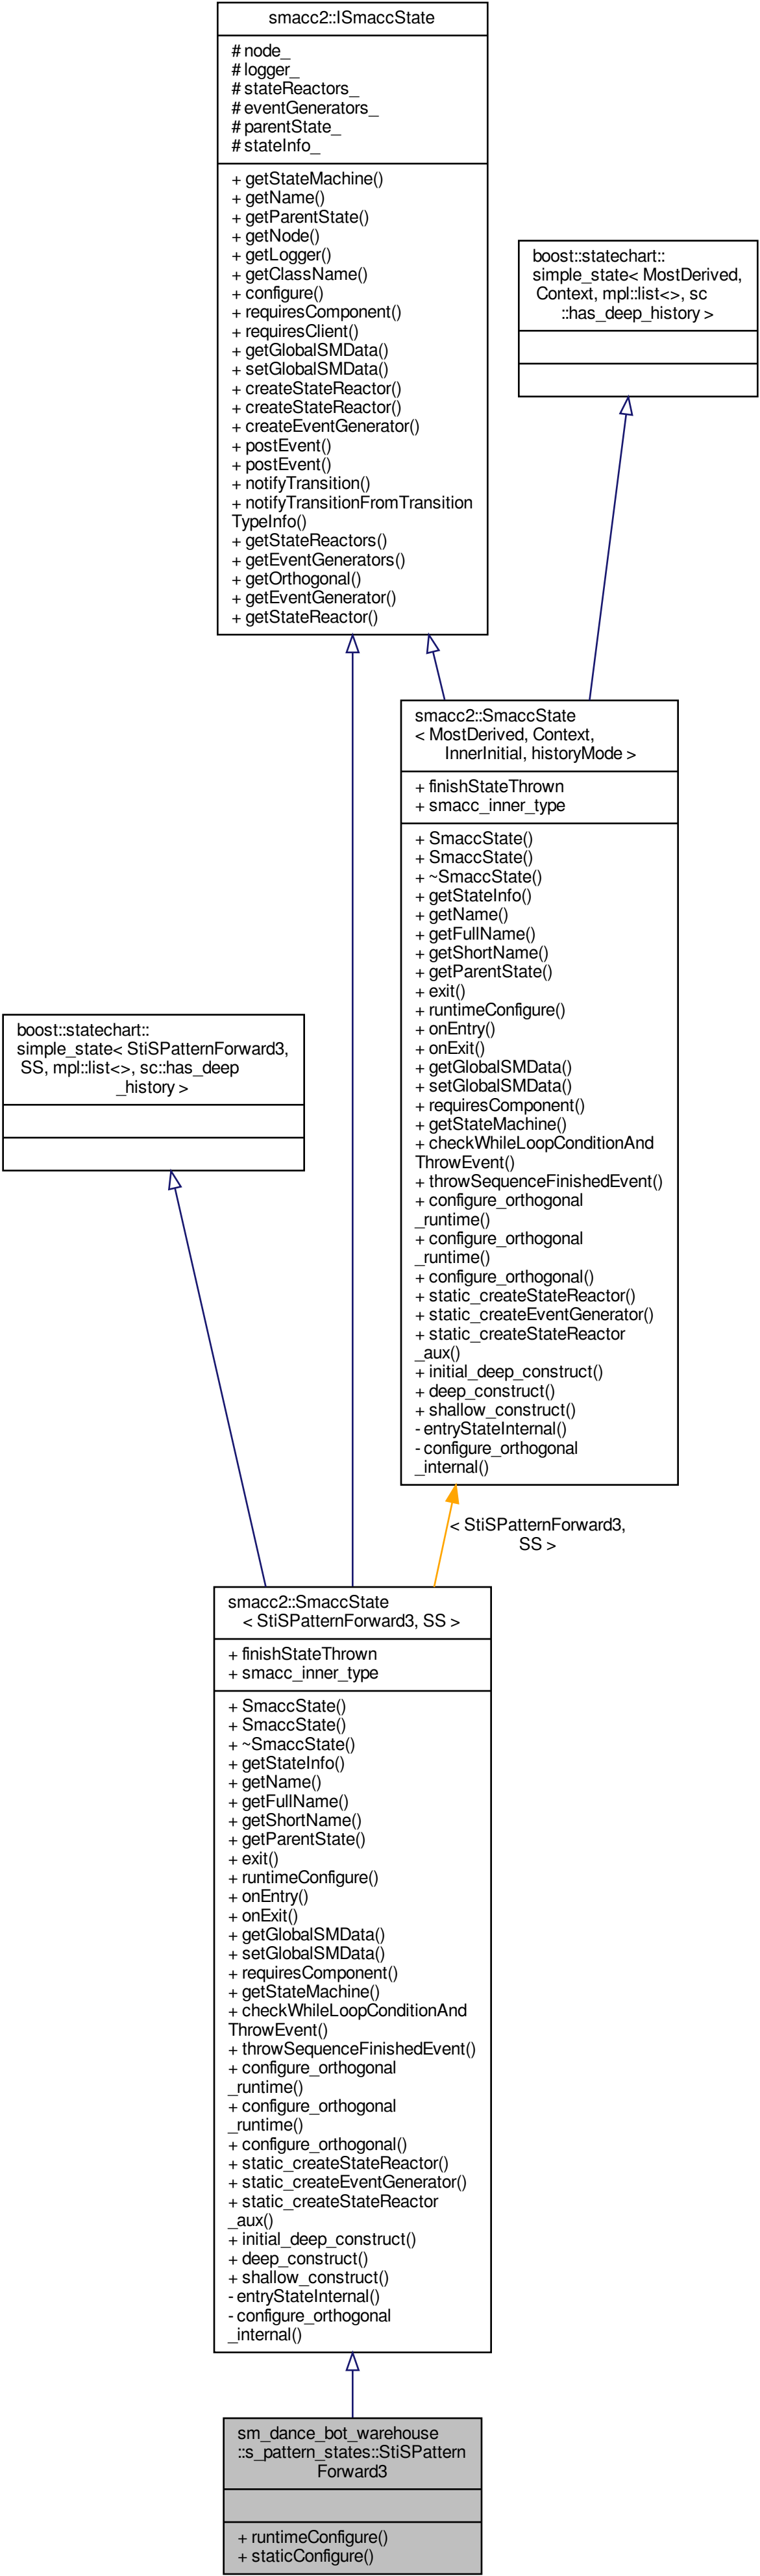 smacc2::ISmaccState
# node_
# logger_
# stateReactors_
# eventGenerators_
# parentState_
# stateInfo_
+ getStateMachine()
+ getName()
+ getParentState()
+ getNode()
+ getLogger()
+ getClassName()
+ configure()
+ requiresComponent()
+ requiresClient()
+ getGlobalSMData()
+ setGlobalSMData()
+ createStateReactor()
+ createStateReactor()
+ createEventGenerator()
+ postEvent()
+ postEvent()
+ notifyTransition()
+ notifyTransitionFromTransition
TypeInfo()
+ getStateReactors()
+ getEventGenerators()
+ getOrthogonal()
+ getEventGenerator()
+ getStateReactor()
boost::statechart::
simple_state< MostDerived,
Context, mpl::list<>, sc
::has_deep_history >
smacc2::SmaccState
< MostDerived, Context,
InnerInitial, historyMode >
+ finishStateThrown
+ smacc_inner_type
+ SmaccState()
+ SmaccState()
+ ~SmaccState()
+ getStateInfo()
+ getName()
+ getFullName()
+ getShortName()
+ getParentState()
+ exit()
+ runtimeConfigure()
+ onEntry()
+ onExit()
+ getGlobalSMData()
+ setGlobalSMData()
+ requiresComponent()
+ getStateMachine()
+ checkWhileLoopConditionAnd
ThrowEvent()
+ throwSequenceFinishedEvent()
+ configure_orthogonal
_runtime()
+ configure_orthogonal
_runtime()
+ configure_orthogonal()
+ static_createStateReactor()
+ static_createEventGenerator()
+ static_createStateReactor
_aux()
+ initial_deep_construct()
+ deep_construct()
+ shallow_construct()
- entryStateInternal()
- configure_orthogonal
_internal()
boost::statechart::
simple_state< StiSPatternForward3,
SS, mpl::list<>, sc::has_deep
_history >
< StiSPatternForward3,
SS >
smacc2::SmaccState
< StiSPatternForward3, SS >
+ finishStateThrown
+ smacc_inner_type
+ SmaccState()
+ SmaccState()
+ ~SmaccState()
+ getStateInfo()
+ getName()
+ getFullName()
+ getShortName()
+ getParentState()
+ exit()
+ runtimeConfigure()
+ onEntry()
+ onExit()
+ getGlobalSMData()
+ setGlobalSMData()
+ requiresComponent()
+ getStateMachine()
+ checkWhileLoopConditionAnd
ThrowEvent()
+ throwSequenceFinishedEvent()
+ configure_orthogonal
_runtime()
+ configure_orthogonal
_runtime()
+ configure_orthogonal()
+ static_createStateReactor()
+ static_createEventGenerator()
+ static_createStateReactor
_aux()
+ initial_deep_construct()
+ deep_construct()
+ shallow_construct()
- entryStateInternal()
- configure_orthogonal
_internal()
sm_dance_bot_warehouse
::s_pattern_states::StiSPattern
Forward3
+ runtimeConfigure()
+ staticConfigure()